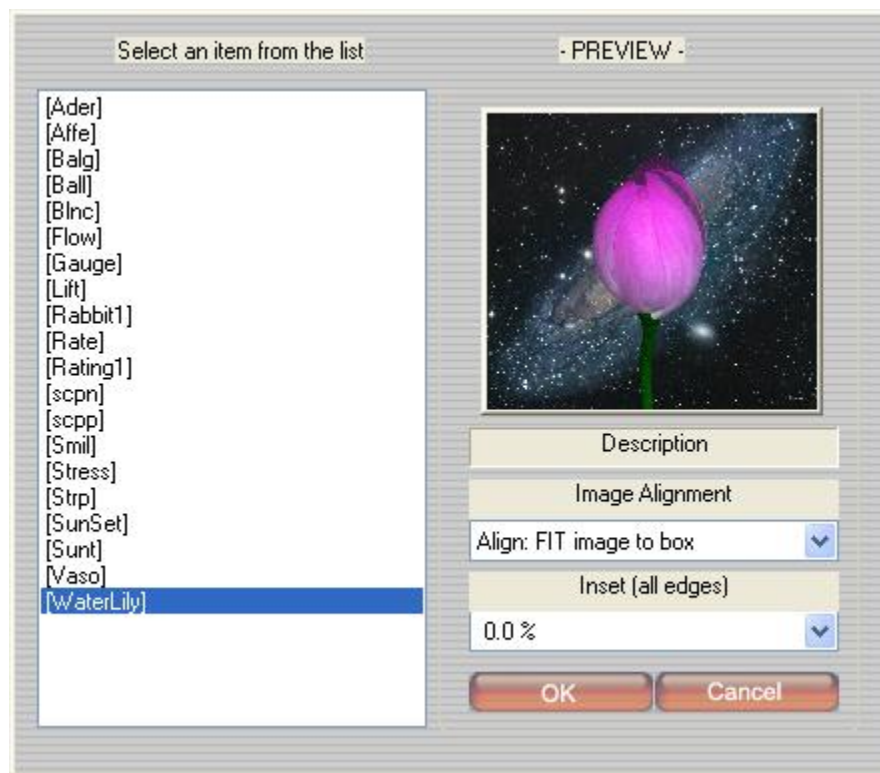 Select an item from the list
- PREVIEW -
[Ader]
[Affe]
[Balg]
[Ball]
[BInc]
[Flow]
[Gauge]
[Lift]
[Rabbit1]
[Rate]
[Rating1]
[scpn]
[scpp]
[Smil]
[Stress]
[Strp]
[SunSet]
[Sunt]
[Vaso]
[WaterLily]
Description
Image Alignment
Align: FIT image to box
Inset (all edges)
0.0 %
OK
Cancel